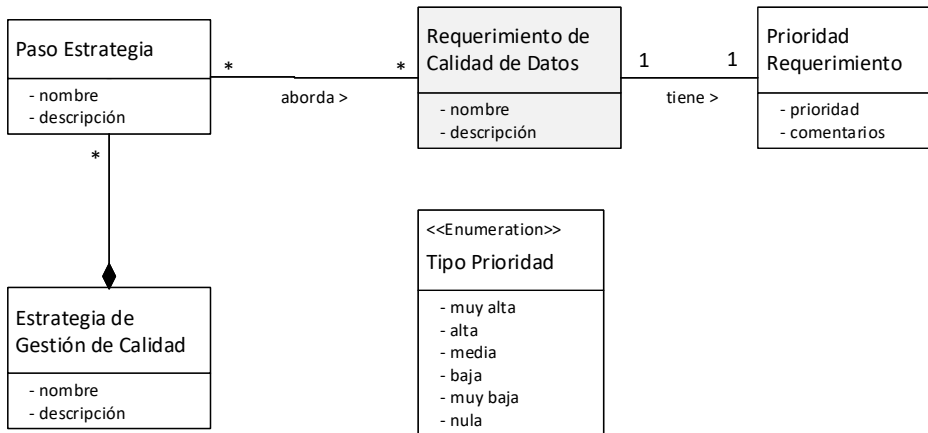 Paso Estrategia
- nombre
- descripción
*
aborda >
*
Requerimiento de
Calidad de Datos
- nombre
- descripción
1
tiene >
1
Prioridad
Requerimiento
- prioridad
- comentarios
*
Estrategia de
Gestión de Calidad
- nombre
- descripción
<<Enumeration>>
Tipo Prioridad
- muy alta
- alta
- media
- baja
- muy baja
- nula